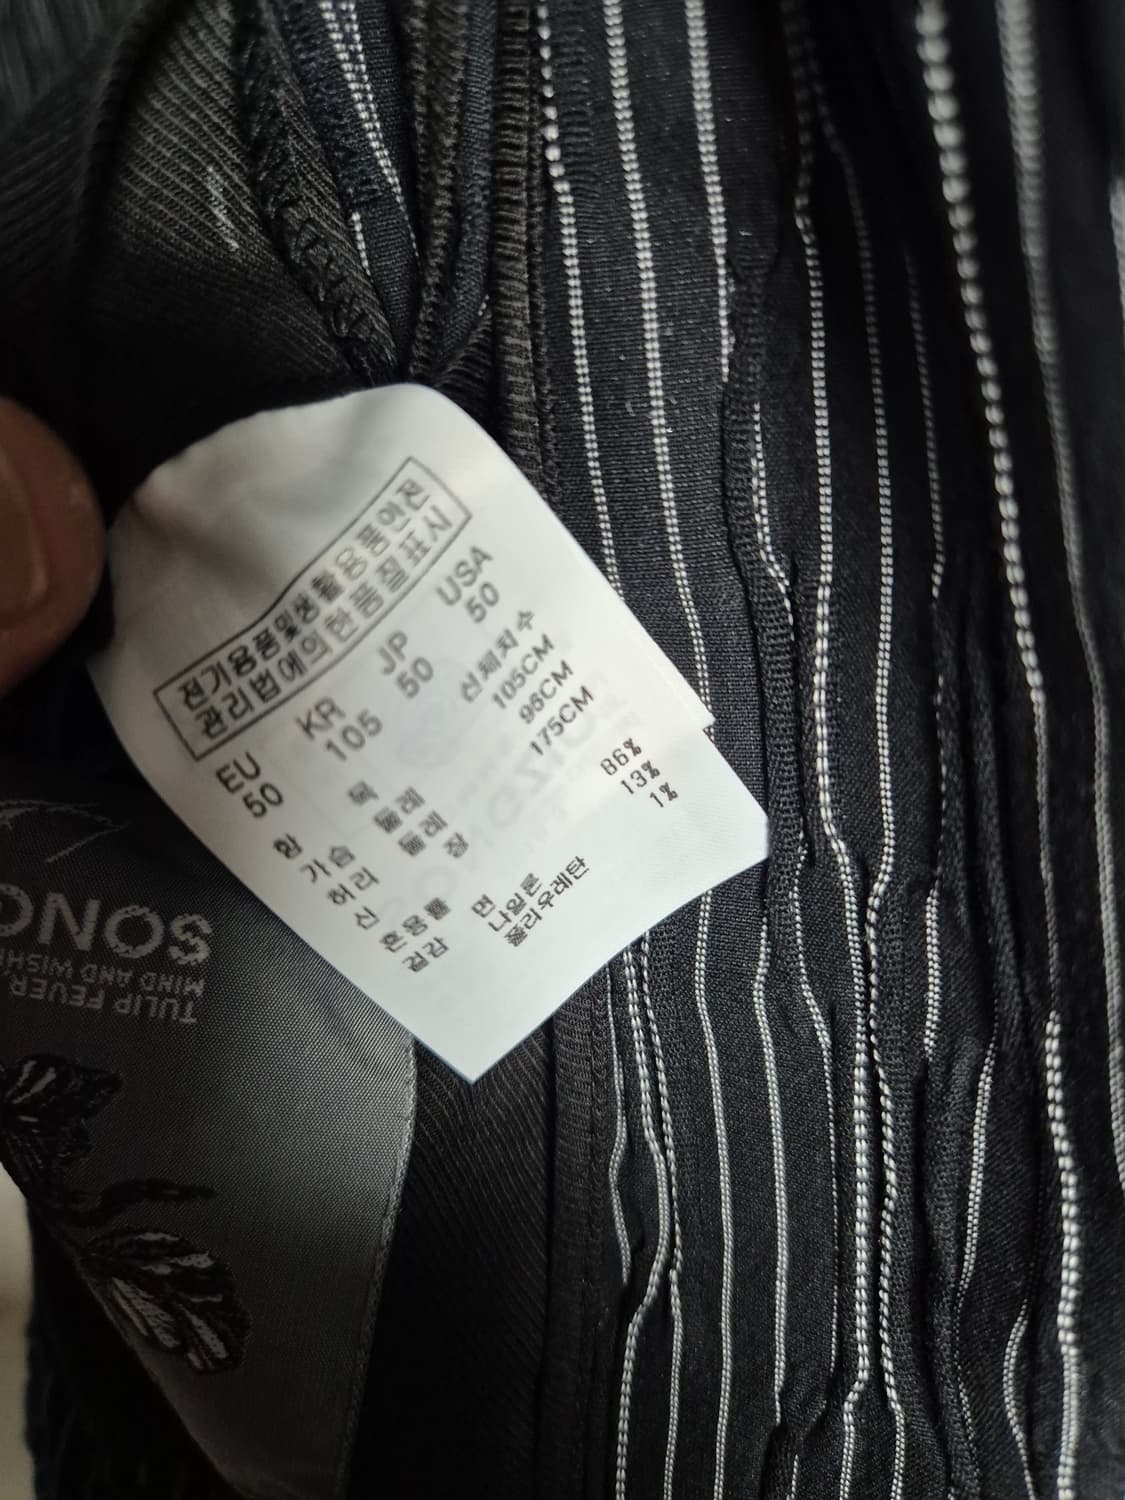 전기용품및생활용품안전
관리법에의한품질표시
EU KR JP USA
50 105 50 50
항 목 신체치수
가슴 둘레 105CM
허리 둘레 96CM
신 장 175CM
혼용률
겉감 면 86%
나일론 13%
폴리우레탄 1%
ONOS
MIND AND WISH
TULIP FEVER